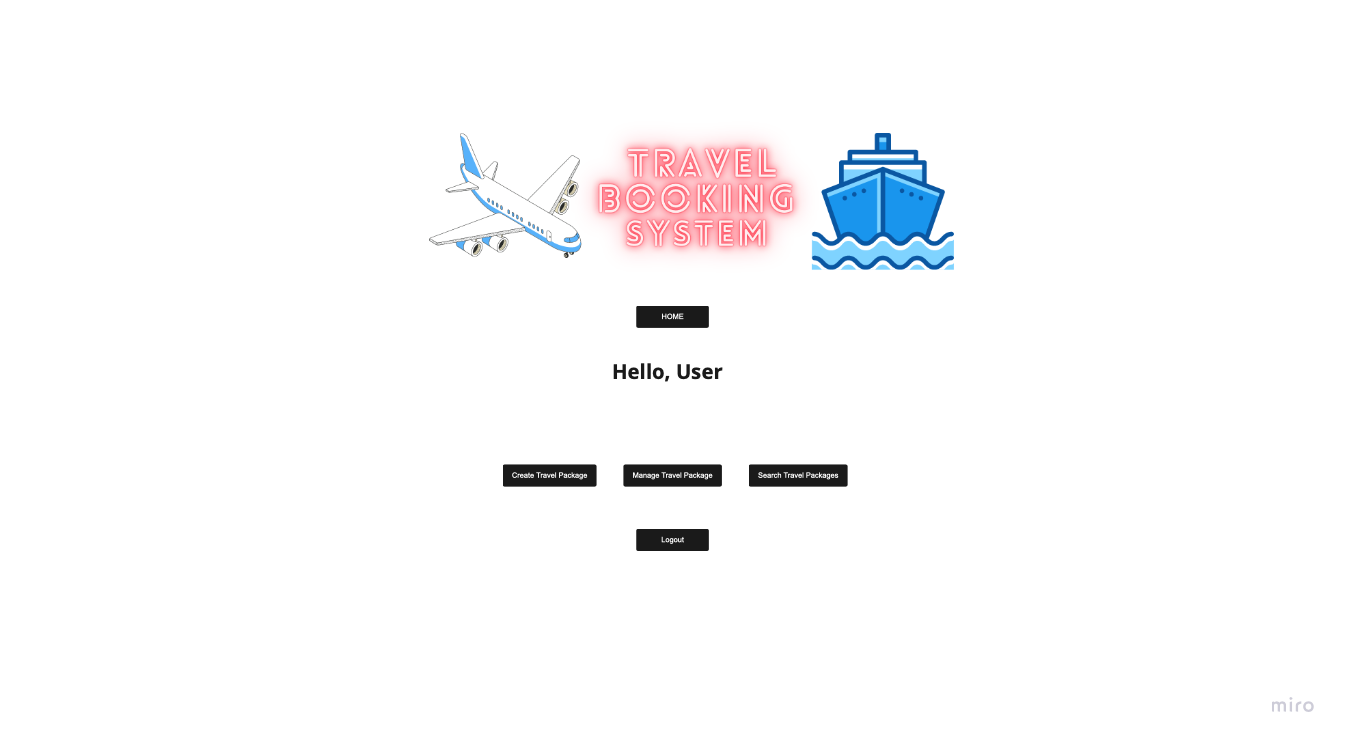 TRAVEL
BOOKING
SYSTEM
HOME
Hello, User
Create Travel Package
Manage Travel Package
Search Travel Packages
Logout
miro